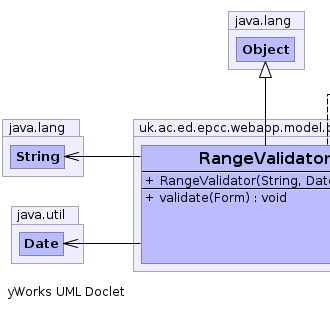 java.lang
Object
java.lang
String
uk.ac.ed.epcc.webapp.model.
RangeValidator
+ RangeValidator(String, Date
+ validate(Form) : void
java.util
Date
yWorks UML Doclet